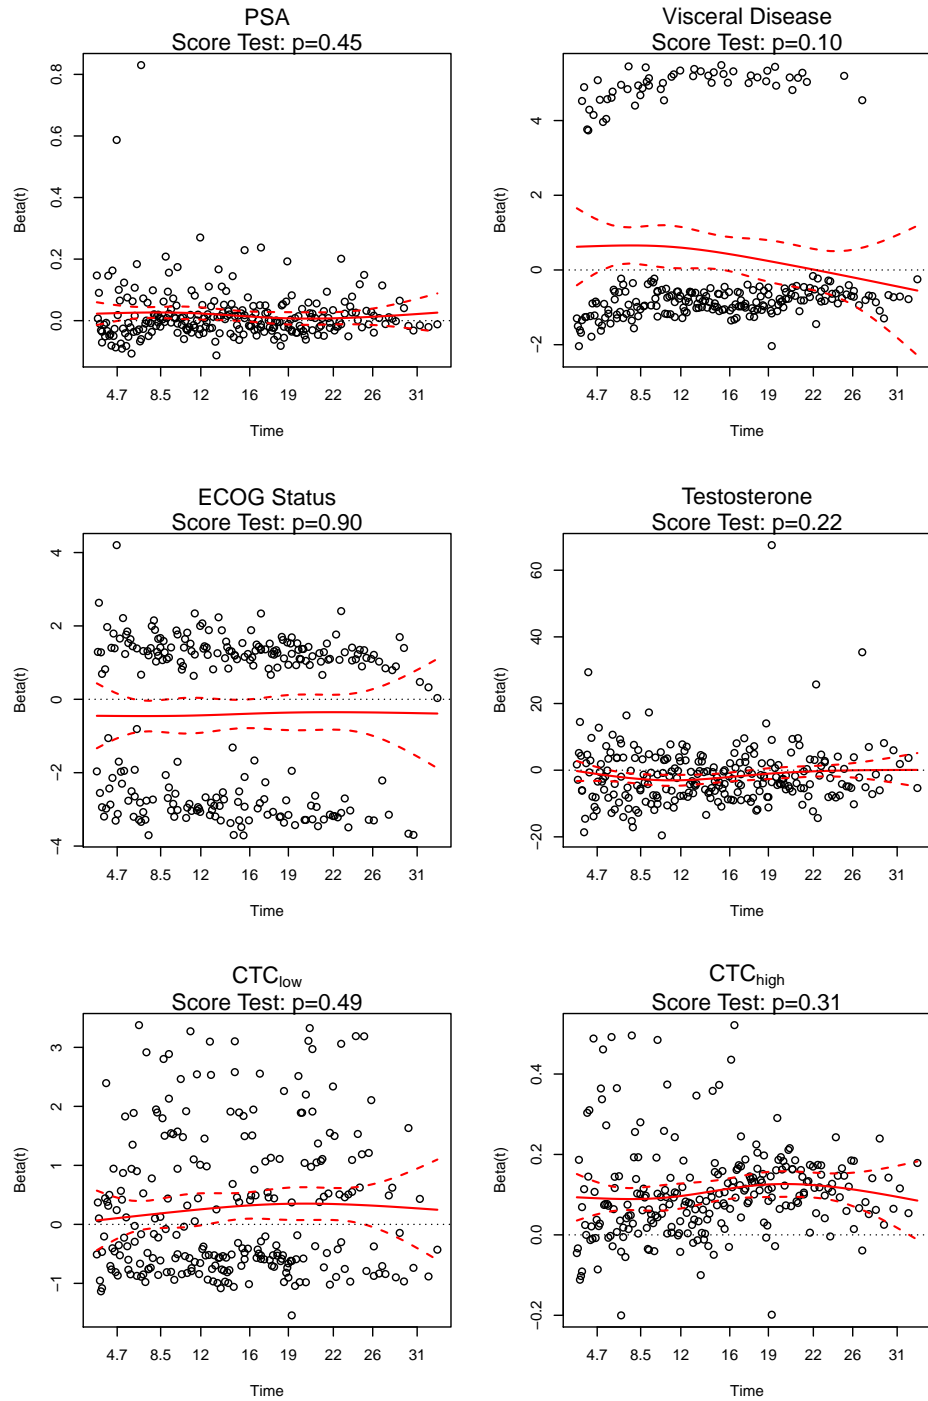 PSA
Score Test: p=0.45
0.8
0.6
0.4
0.2
0.0
Beta(t)
4.7 8.5 12 16 19 22 26 31
Time
Visceral Disease
Score Test: p=0.10
4
2
0
−2
Beta(t)
4.7 8.5 12 16 19 22 26 31
Time
ECOG Status
Score Test: p=0.90
4
2
0
−2
−4
Beta(t)
4.7 8.5 12 16 19 22 26 31
Time
Testosterone
Score Test: p=0.22
60
40
20
0
−20
Beta(t)
4.7 8.5 12 16 19 22 26 31
Time
CTClow
Score Test: p=0.49
3
2
1
0
−1
Beta(t)
4.7 8.5 12 16 19 22 26 31
Time
CTChigh
Score Test: p=0.31
0.4
0.2
0.0
−0.2
Beta(t)
4.7 8.5 12 16 19 22 26 31
Time